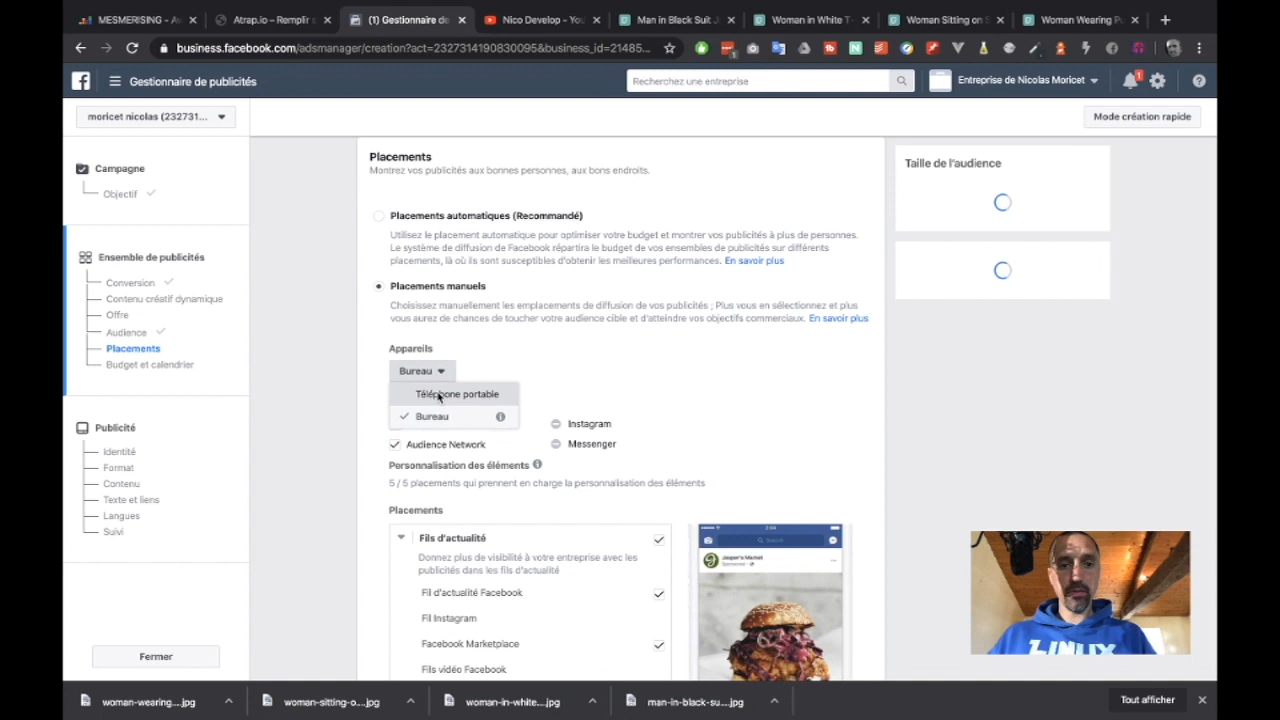 MESMERISING - A
Atrap.io – Remplir
(1) Gestionnaire de
Nico Develop - You
Man in Black Suit J
Woman in White T-
Woman Sitting on S
Woman Wearing Pu
business.facebook.com/adsmanager/creation?act=2327314190830095&business_id=21485...
Gestionnaire de publicités
Recherchez une entreprise
Entreprise de Nicolas Moricet
1
moricet nicolas (232731...
Mode création rapide
Campagne
Objectif
Ensemble de publicités
Conversion
Contenu créatif dynamique
Offre
Audience
Placements
Budget et calendrier
Publicité
Identité
Format
Contenu
Texte et liens
Langues
Suivi
Fermer
Placements
Montrez vos publicités aux bonnes personnes, aux bons endroits.
Placements automatiques (Recommandé)
Utilisez le placement automatique pour optimiser votre budget et montrer vos publicités à plus de personnes.
Le système de diffusion de Facebook répartira le budget de vos ensembles de publicités sur différents
placements, là où ils sont susceptibles d'obtenir les meilleures performances. En savoir plus
Placements manuels
Choisissez manuellement les emplacements de diffusion de vos publicités ; Plus vous en sélectionnez et plus
vous aurez de chances de toucher votre audience cible et d'atteindre vos objectifs commerciaux. En savoir plus
Appareils
Bureau
Téléphone portable
Bureau
Instagram
Audience Network
Messenger
Personnalisation des éléments
5 / 5 placements qui prennent en charge la personnalisation des éléments
Placements
Fils d'actualité
Donnez plus de visibilité à votre entreprise avec les
publicités dans les fils d'actualité
Fil d'actualité Facebook
Fil Instagram
Facebook Marketplace
Fils vidéo Facebook
Search
Jasper's Market
Sponsored
Taille de l'audience
LINUX
woman-wearing....jpg
woman-sitting-o....jpg
woman-in-white....jpg
man-in-black-su....jpg
Tout afficher